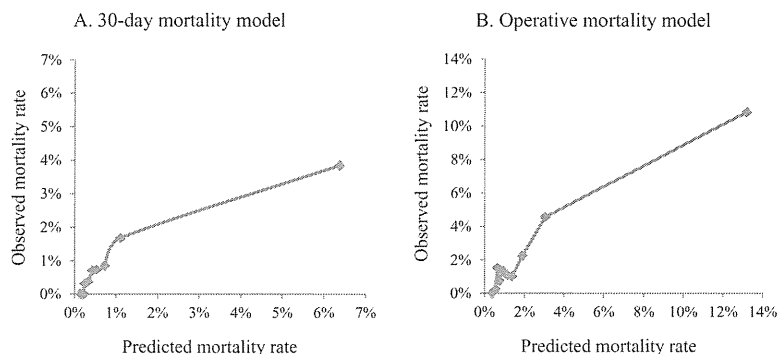 A. 30-day mortality model
B. Operative mortality model
7%
6%
5%
4%
3%
2%
1%
0%
Observed mortality rate
0% 1% 2% 3% 4% 5% 6% 7%
Predicted mortality rate
14%
12%
10%
8%
6%
4%
2%
0%
Observed mortality rate
0% 2% 4% 6% 8% 10% 12% 14%
Predicted mortality rate